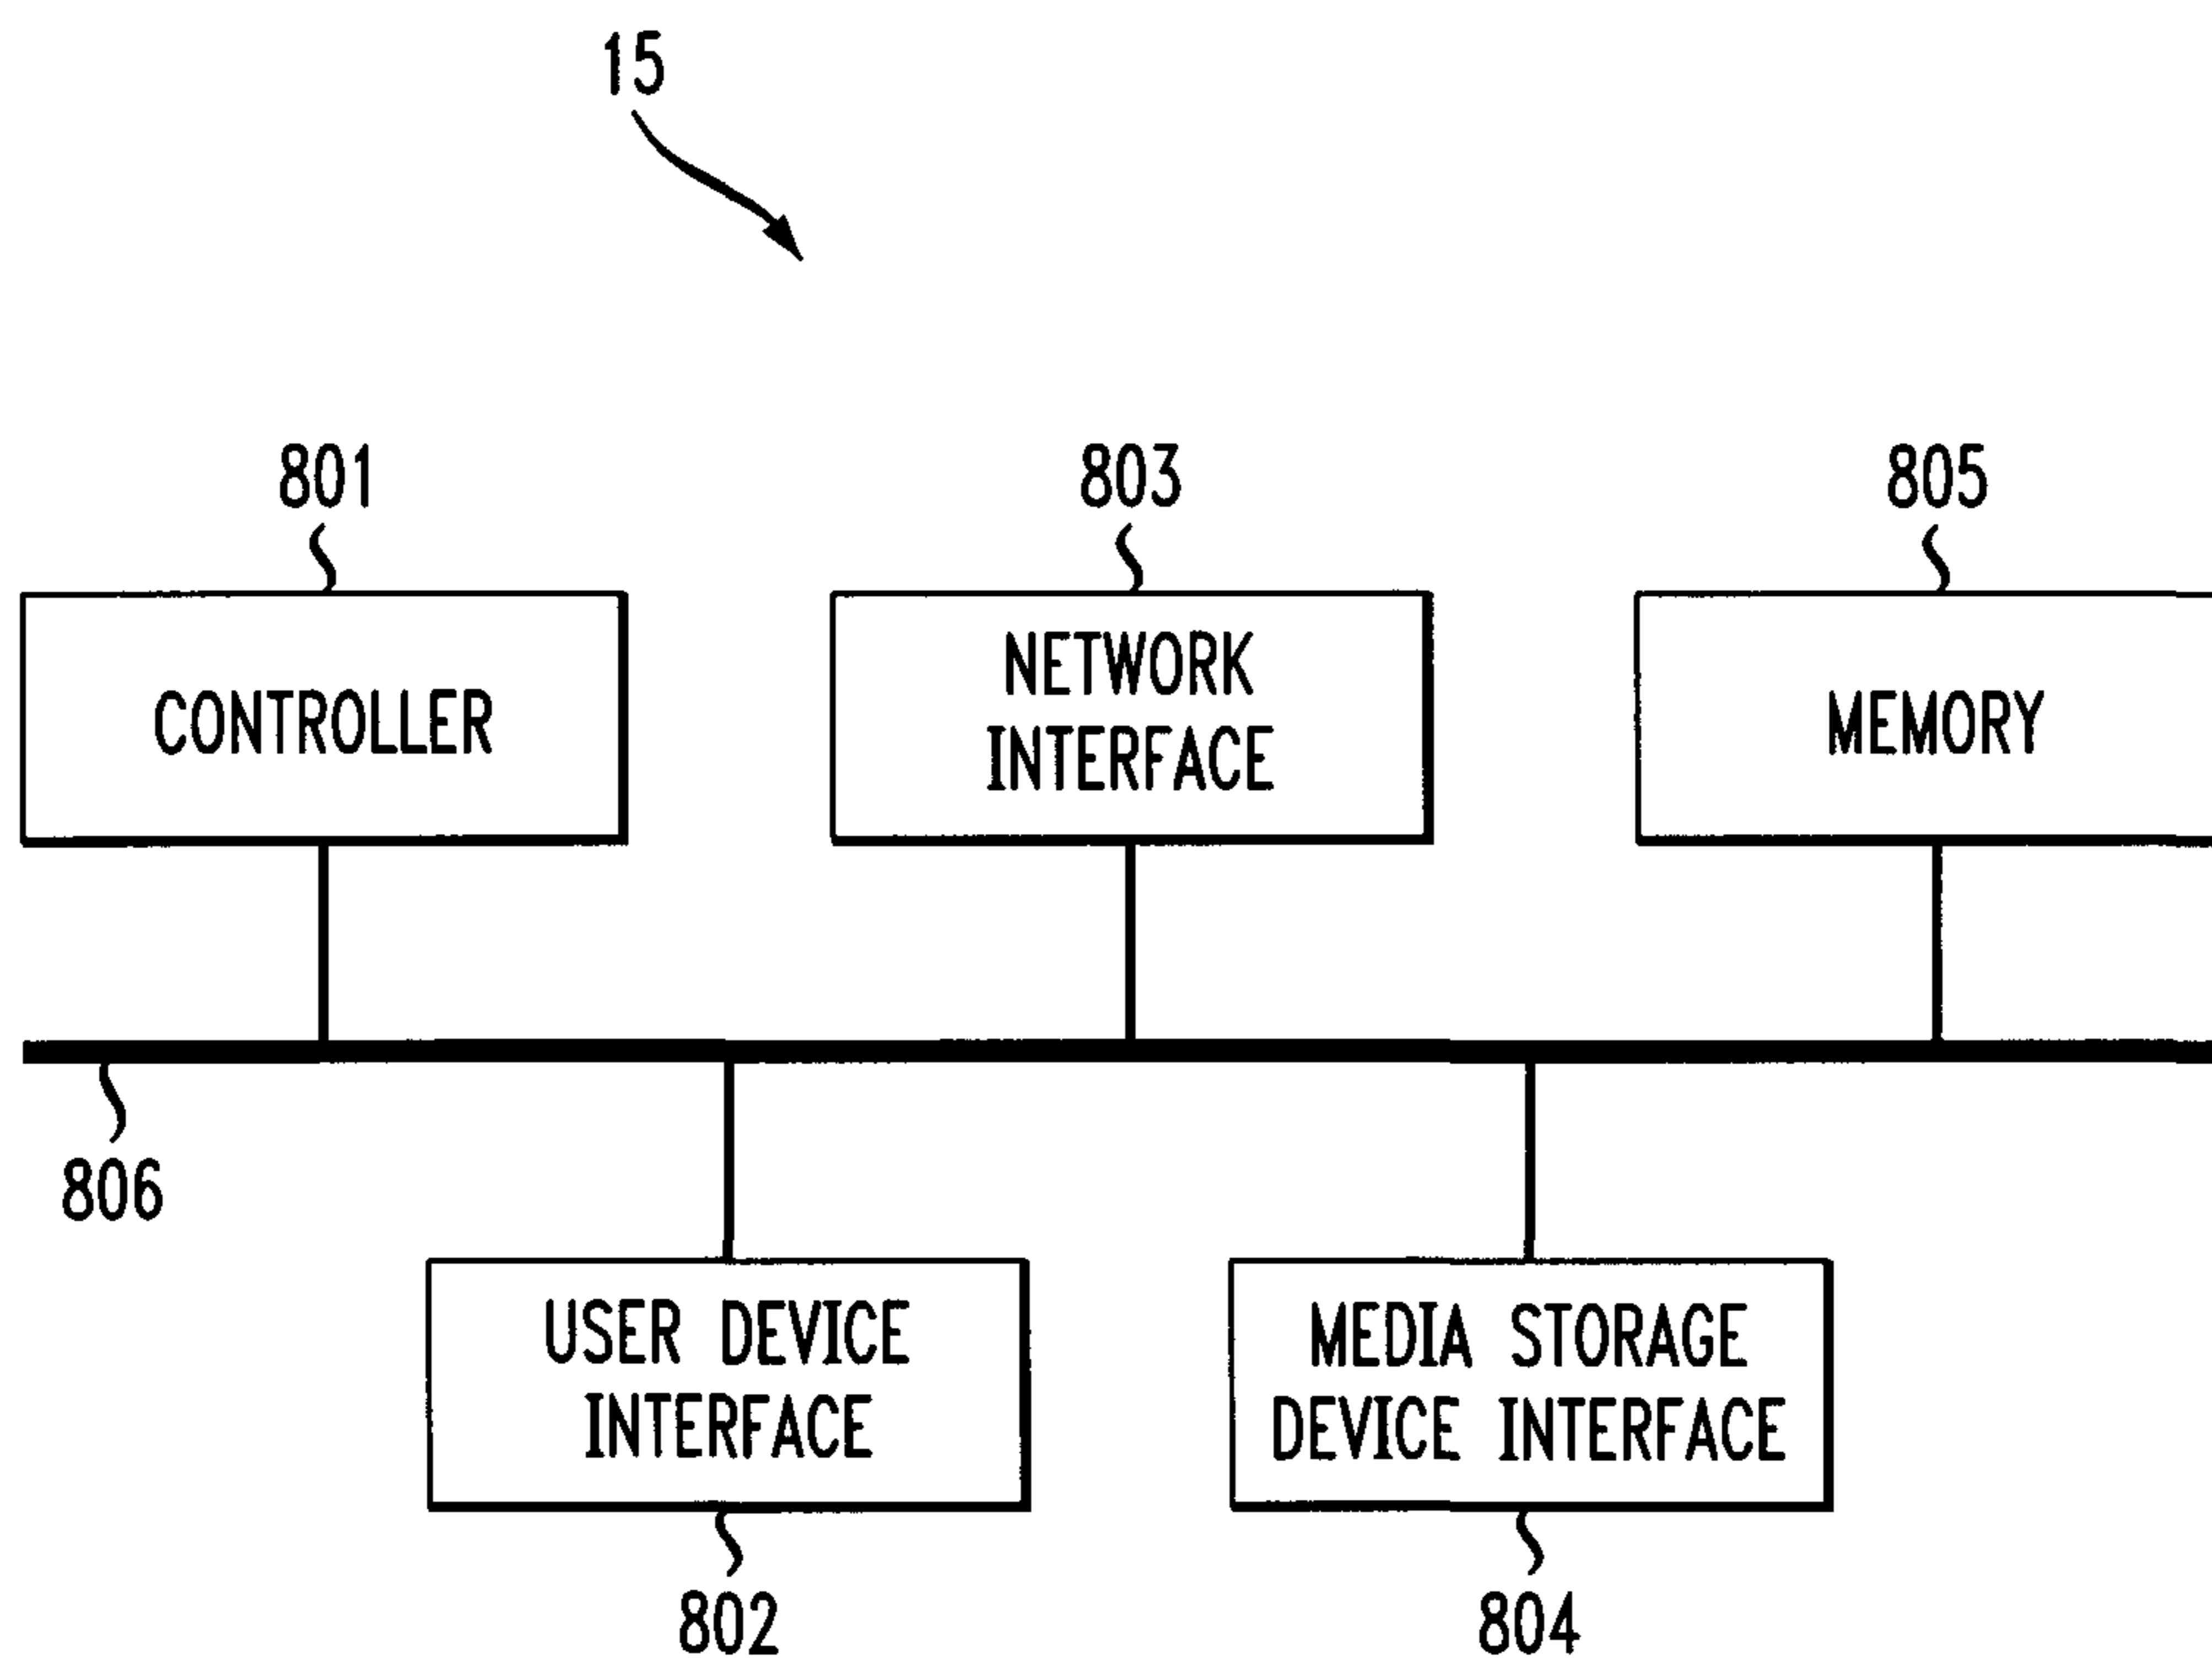 15
801
803
805
CONTROLLER
NETWORK
INTERFACE
MEMORY
806
USER DEVICE
INTERFACE
MEDIA STORAGE
DEVICE INTERFACE
802
804